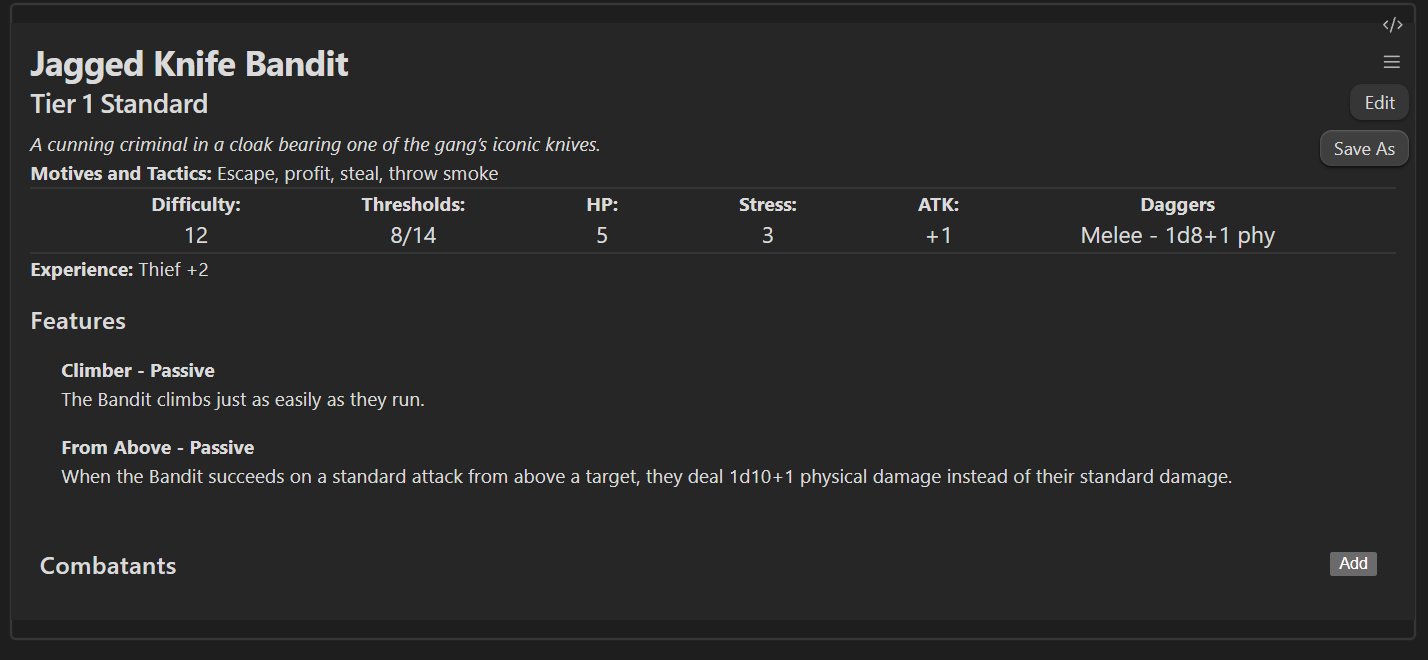 </>
Jagged Knife Bandit
Tier 1 Standard
Edit
A cunning criminal in a cloak bearing one of the gang’s iconic knives.
Save As
Motives and Tactics: Escape, profit, steal, throw smoke
Difficulty: Thresholds: HP: Stress: ATK: Daggers
12 8/14 5 3 +1 Melee - 1d8+1 phy
Experience: Thief +2
Features
Climber - Passive
The Bandit climbs just as easily as they run.
From Above - Passive
When the Bandit succeeds on a standard attack from above a target, they deal 1d10+1 physical damage instead of their standard damage.
Combatants
Add